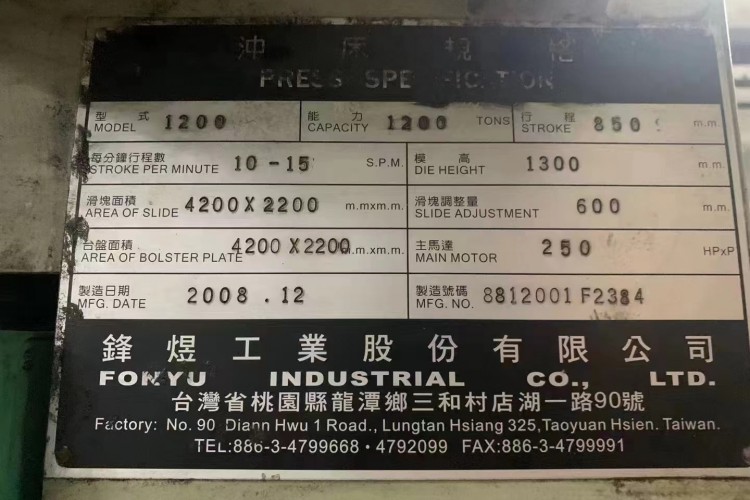 沖床規格
PRESS SPECIFICATION
型式 MODEL 1200 能力 CAPACITY 1200 TONS 行程 STROKE 850 m.m.
每分鐘行程數 STROKE PER MINUTE 10-15 S.P.M. 模高 DIE HEIGHT 1300 m.m.
滑塊面積 AREA OF SLIDE 4200X2200 m.mxm.m. 滑塊調整量 SLIDE ADJUSTMENT 600 m.m.
台盤面積 AREA OF BOLSTER PLATE 4200X2200 m.m.xm.m. 主馬達 MAIN MOTOR 250 HPxP
製造日期 MFG. DATE 2008.12 製造號碼 MFG. NO. 8812001F2384
鋒煜工業股份有限公司
FONYU INDUSTRIAL CO., LTD.
台灣省桃園縣龍潭鄉三和村店湖一路90號
Factory: No. 90 Diann Hwu 1 Road., Lungtan Hsiang 325,Taoyuan Hsien. Taiwan.
TEL:886-3-4799668・4792099 FAX:886-3-4799991